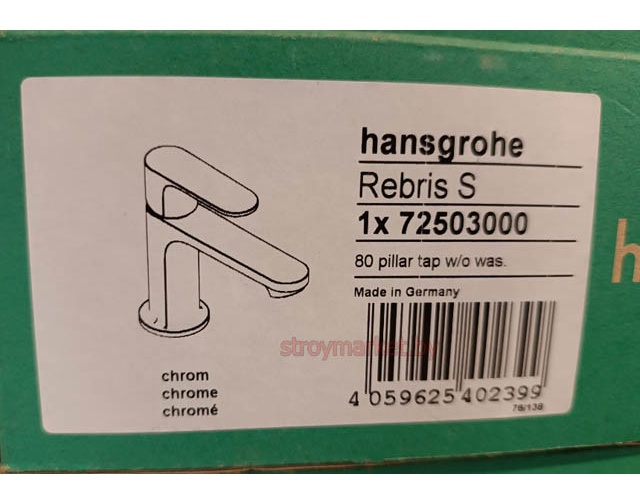 hansgrohe
Rebris S
1x 72503000
80 pillar tap w/o was.
Made in Germany
stroymarket.by
chrom
chrome
chromé
4 059625 402399
76/138
h